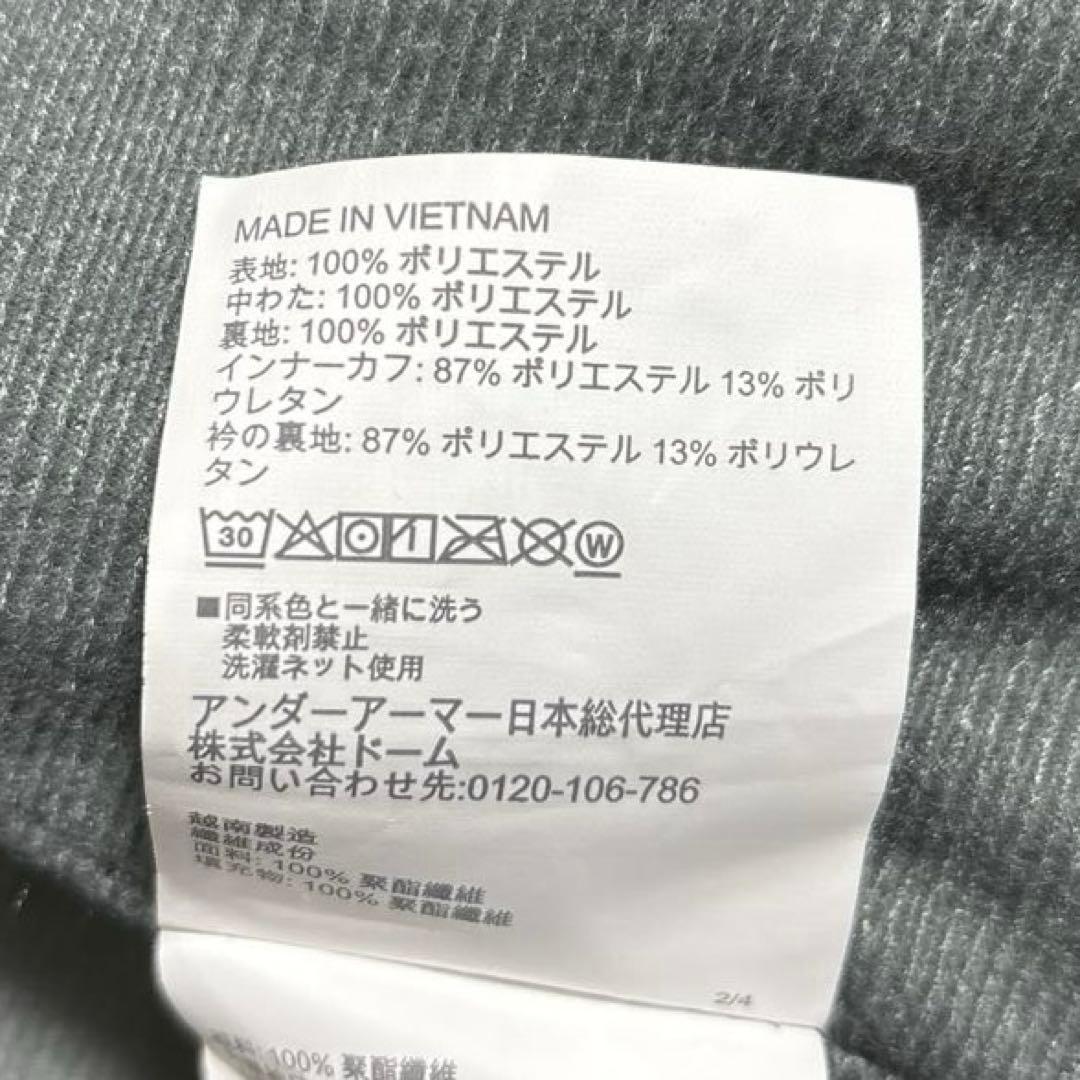 MADE IN VIETNAM
表地: 100% ポリエステル
中わた: 100% ポリエステル
裏地: 100% ポリエステル
インナーカフ: 87% ポリエステル 13% ポリ
ウレタン
衿の裏地: 87% ポリエステル 13% ポリウレ
タン
30
W
■同系色と一緒に洗う
柔軟剤禁止
洗濯ネット使用
アンダーアーマー日本総代理店
株式会社ドーム
お問い合わせ先:0120-106-786
越南製造
纖維成份
面料: 100% 聚酯纖維
填充物: 100% 聚酯纖維
2/4
100% 聚酯纖維